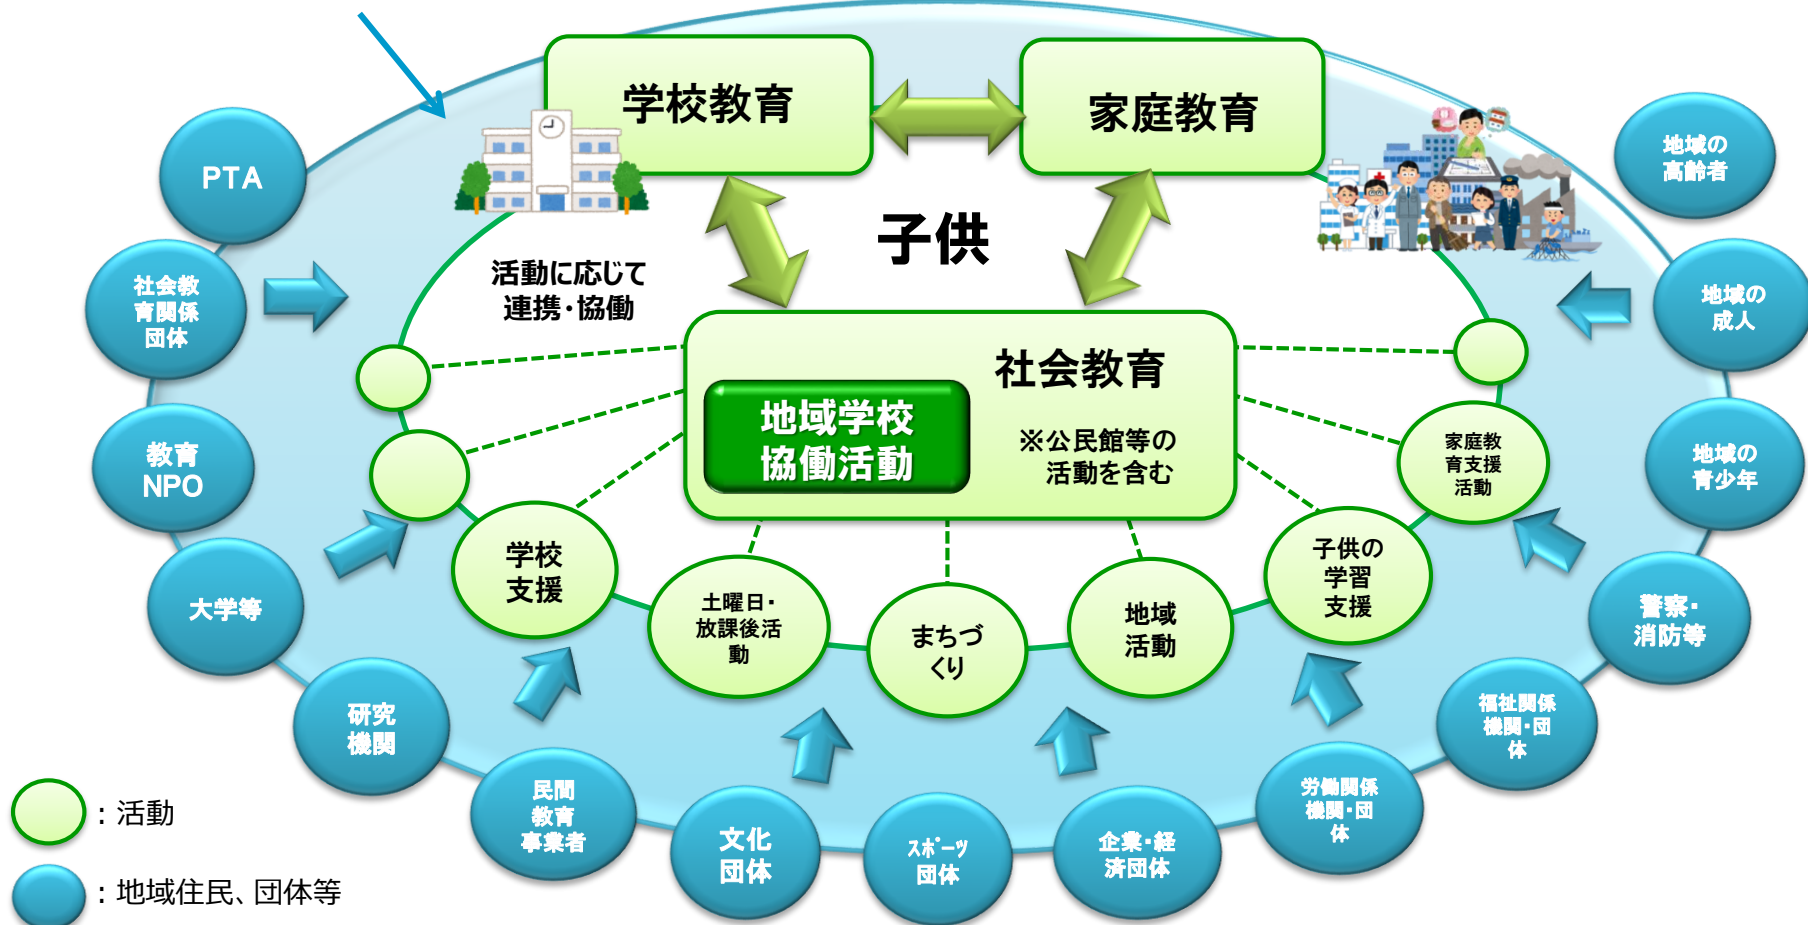 学校教育
家庭教育
子供
活動に応じて
連携・協働
社会教育
地域学校
協働活動
※公民館等の
活動を含む
PTA
社会教
育関係
団体
教育
NPO
大学等
研究
機関
民間
教育
事業者
文化
団体
ｽﾎﾟｰﾂ
団体
企業・経
済団体
労働関係
機関・団
体
福祉関係
機関・団
体
警察・
消防等
地域の
青少年
地域の
成人
地域の
高齢者
学校
支援
土曜日・
放課後活
動
まちづ
くり
地域
活動
子供の
学習
支援
家庭教
育支援
活動
：活動
：地域住民、団体等